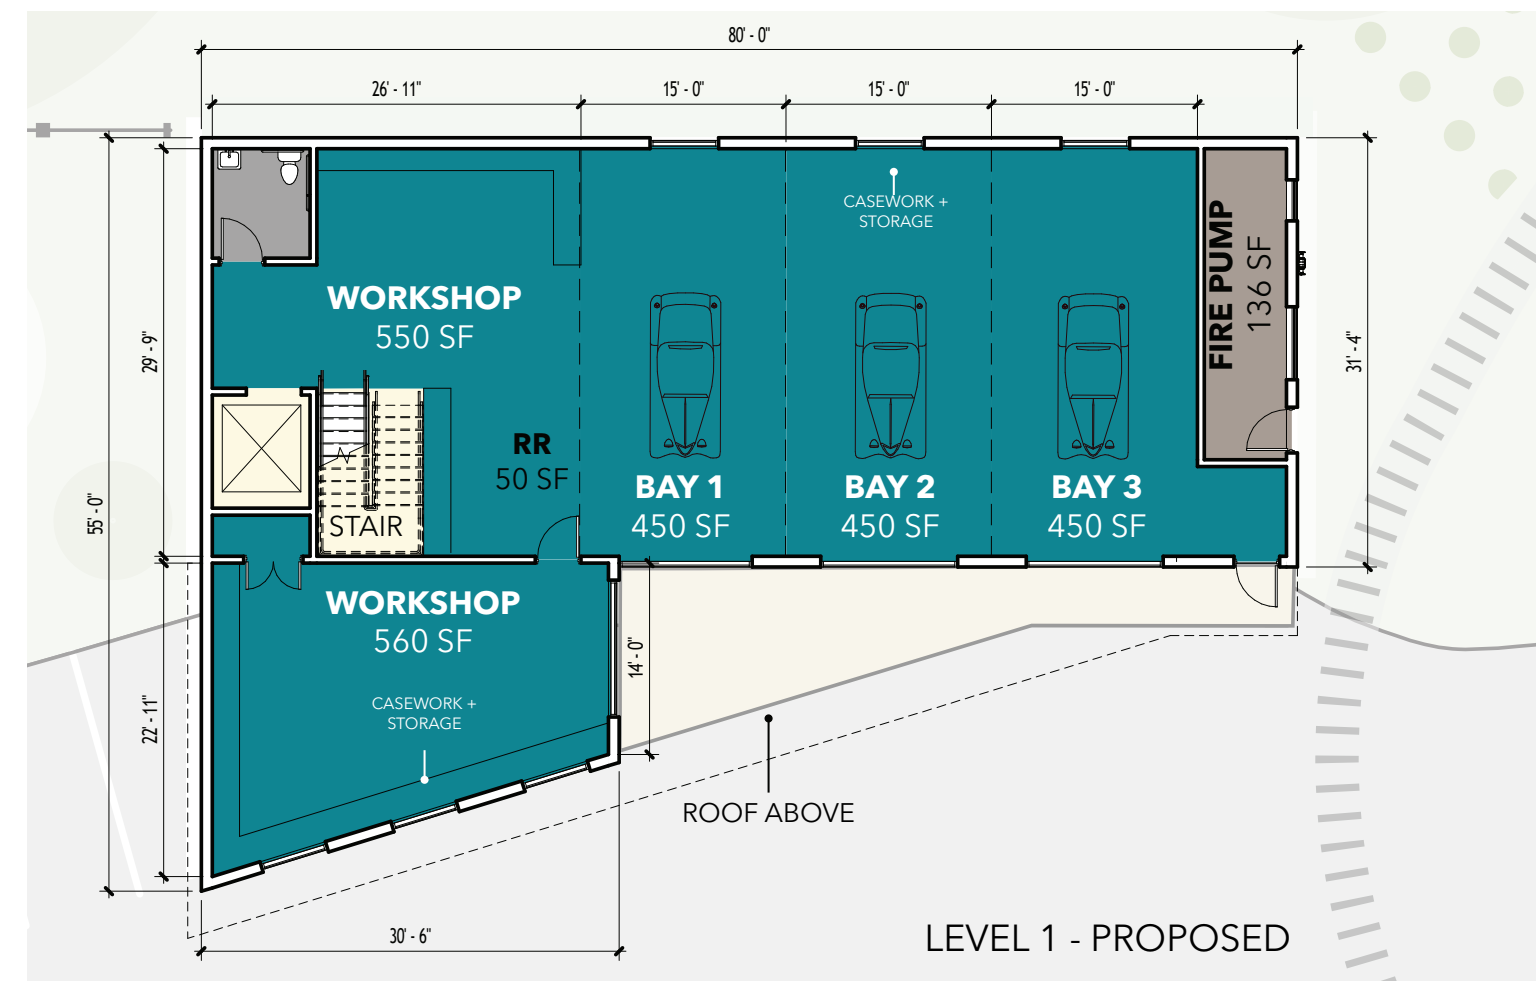 80' - 0"
26' - 11"
15' - 0"
15' - 0"
15' - 0"
CASEWORK +
STORAGE
WORKSHOP
550 SF
FIRE PUMP
136 SF
29' - 9"
31' - 4"
RR
50 SF
BAY 1
450 SF
BAY 2
450 SF
BAY 3
450 SF
STAIR
55' - 0"
WORKSHOP
560 SF
14' - 0"
CASEWORK +
STORAGE
22' - 11"
ROOF ABOVE
30' - 6"
LEVEL 1 - PROPOSED